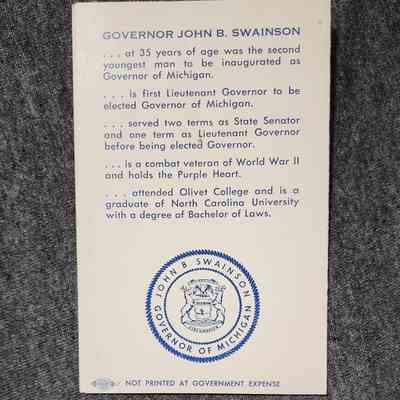 GOVERNOR JOHN B. SWAINSON
. . . at 35 years of age was the second
youngest man to be inaugurated as
Governor of Michigan.
. . . is first Lieutenant Governor to be
elected Governor of Michigan.
. . . served two terms as State Senator
and one term as Lieutenant Governor
before being elected Governor.
. . . is a combat veteran of World War II
and holds the Purple Heart.
. . . attended Olivet College and is a
graduate of North Carolina University
with a degree of Bachelor of Laws.
JOHN B. SWAINSON
GOVERNOR OF MICHIGAN
NOT PRINTED AT GOVERNMENT EXPENSE